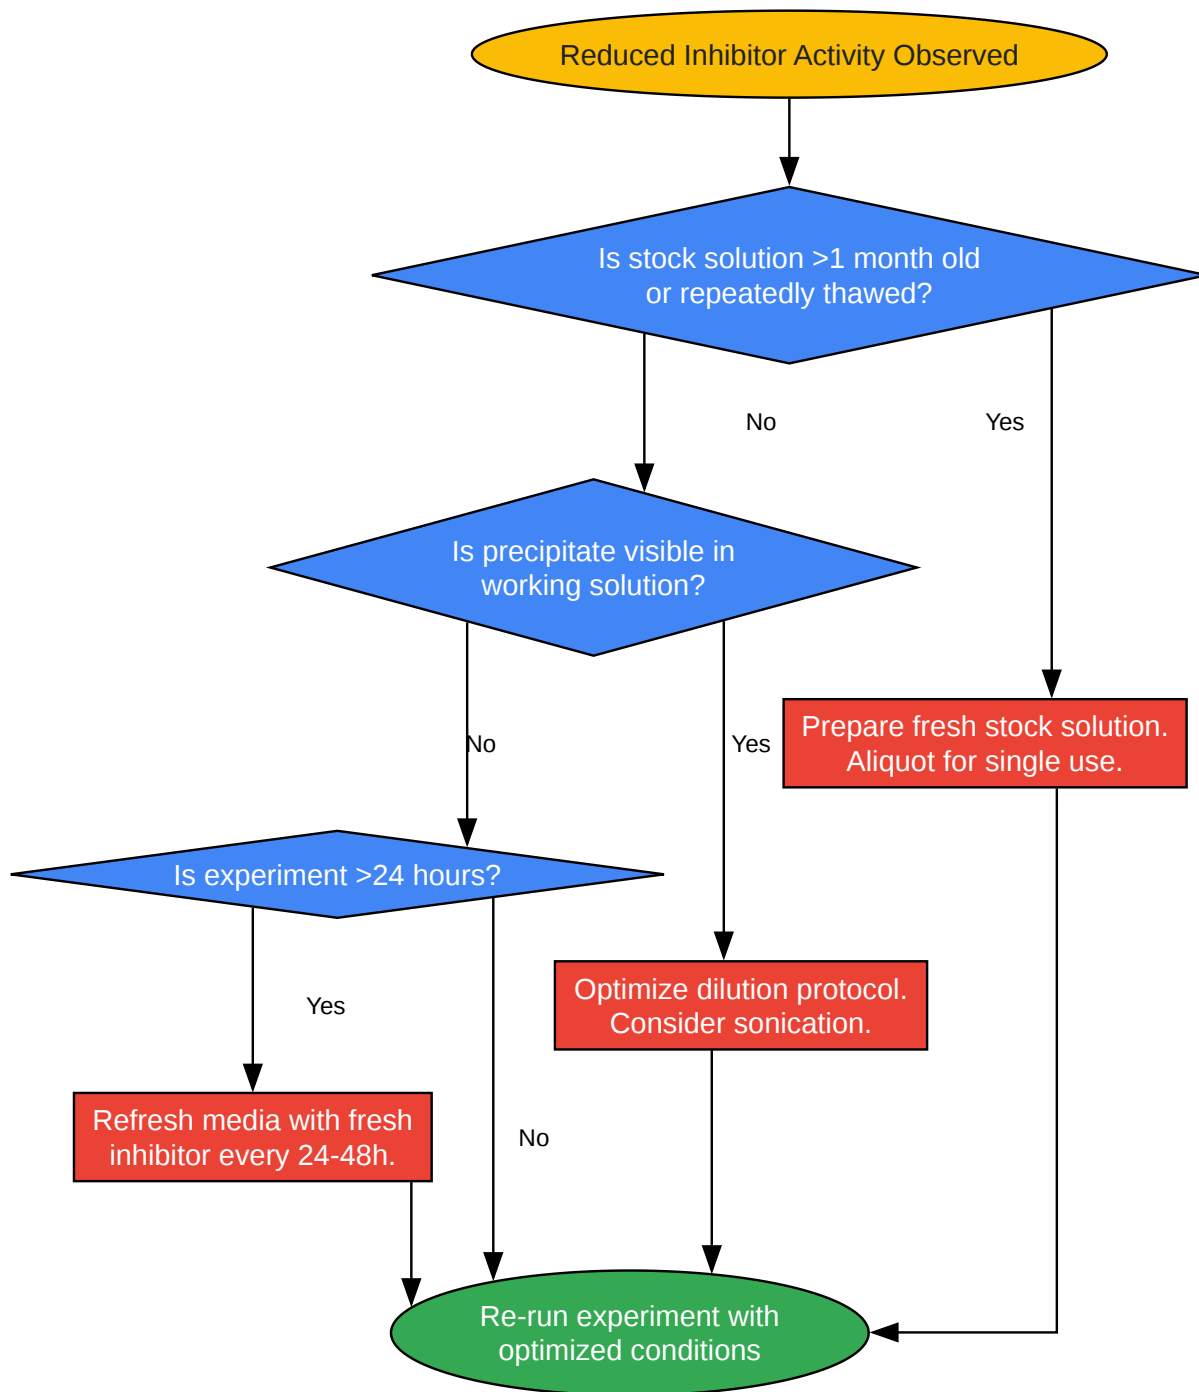 Reduced Inhibitor Activity Observed
Is stock solution >1 month old
or repeatedly thawed?
No
Yes
Is precipitate visible in
working solution?
No
Yes
Prepare fresh stock solution.
Aliquot for single use.
Is experiment >24 hours?
Yes
Optimize dilution protocol.
Consider sonication.
Refresh media with fresh
inhibitor every 24-48h.
No
Re-run experiment with
optimized conditions